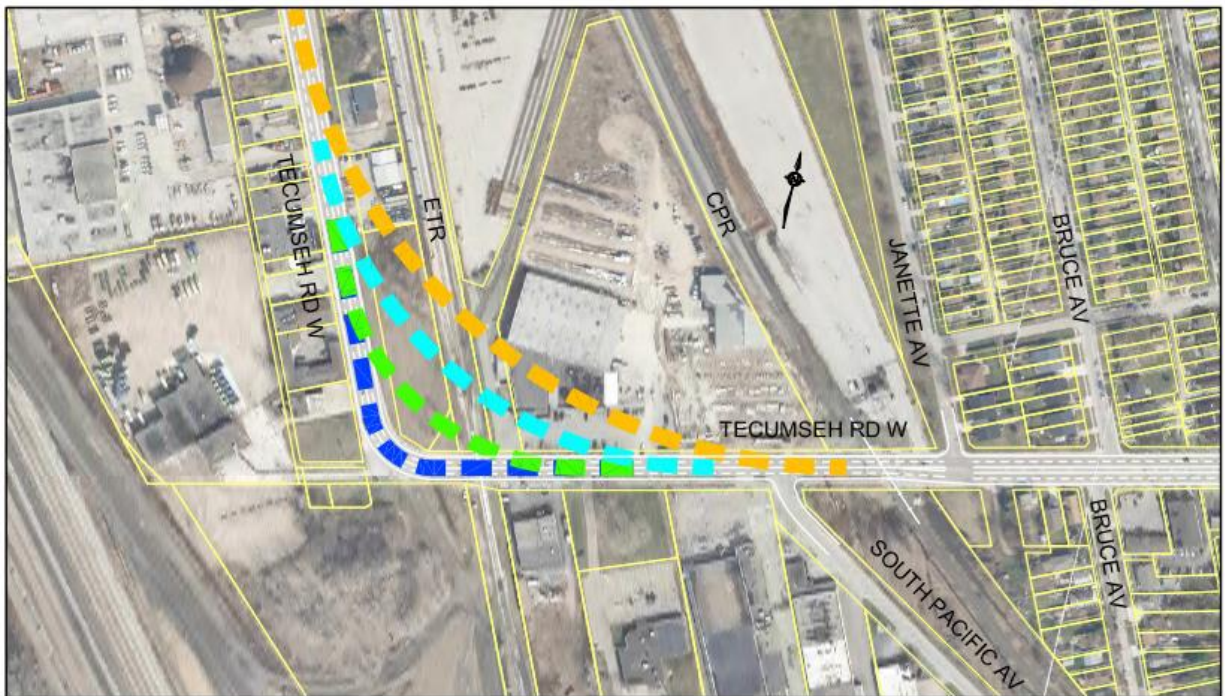 TECUMSEH RD W
ETR
CPR
JANETTE AV
BRUCE AV
TECUMSEH RD W
SOUTH PACIFIC AV
BRUCE AV